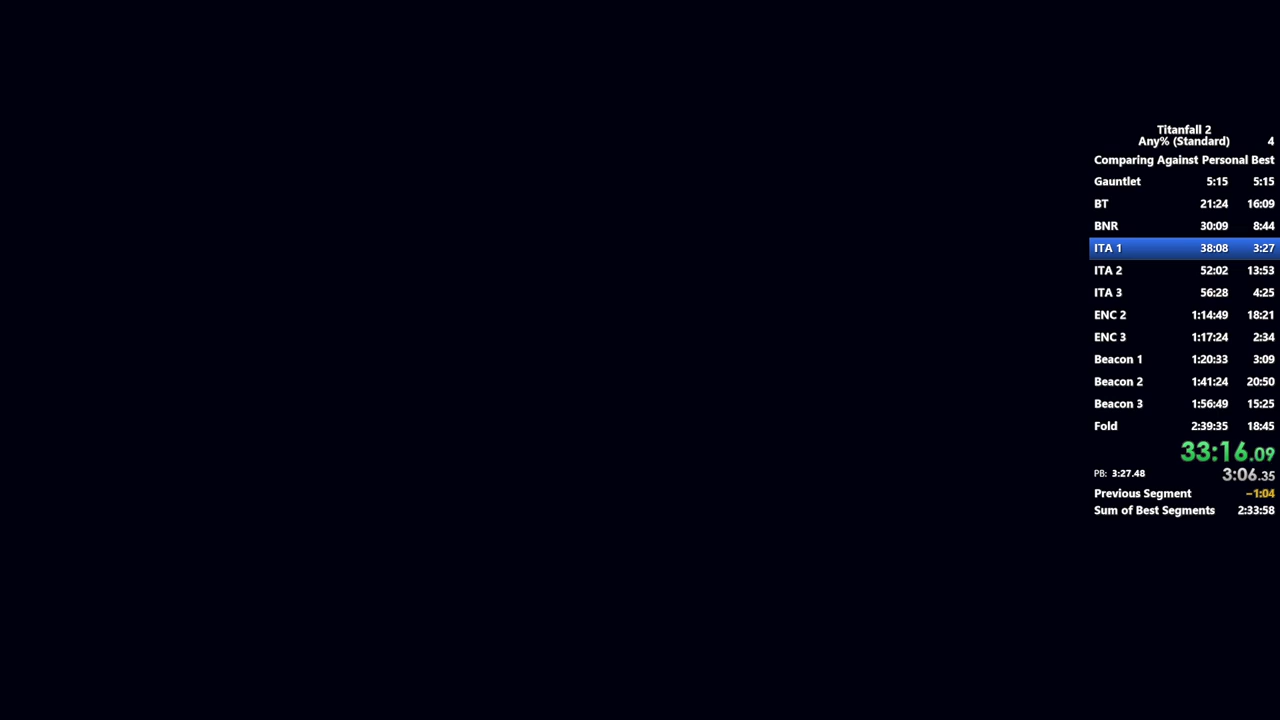 Titanfall 2
Any% (Standard) 4
Comparing Against Personal Best
Gauntlet 5:15 5:15
BT 21:24 16:09
BNR 30:09 8:44
ITA 1 38:08 3:27
ITA 2 52:02 13:53
ITA 3 56:28 4:25
ENC 2 1:14:49 18:21
ENC 3 1:17:24 2:34
Beacon 1 1:20:33 3:09
Beacon 2 1:41:24 20:50
Beacon 3 1:56:49 15:25
Fold 2:39:35 18:45
33:16.09
PB: 3:27.48 3:06.35
Previous Segment −1:04
Sum of Best Segments 2:33:58